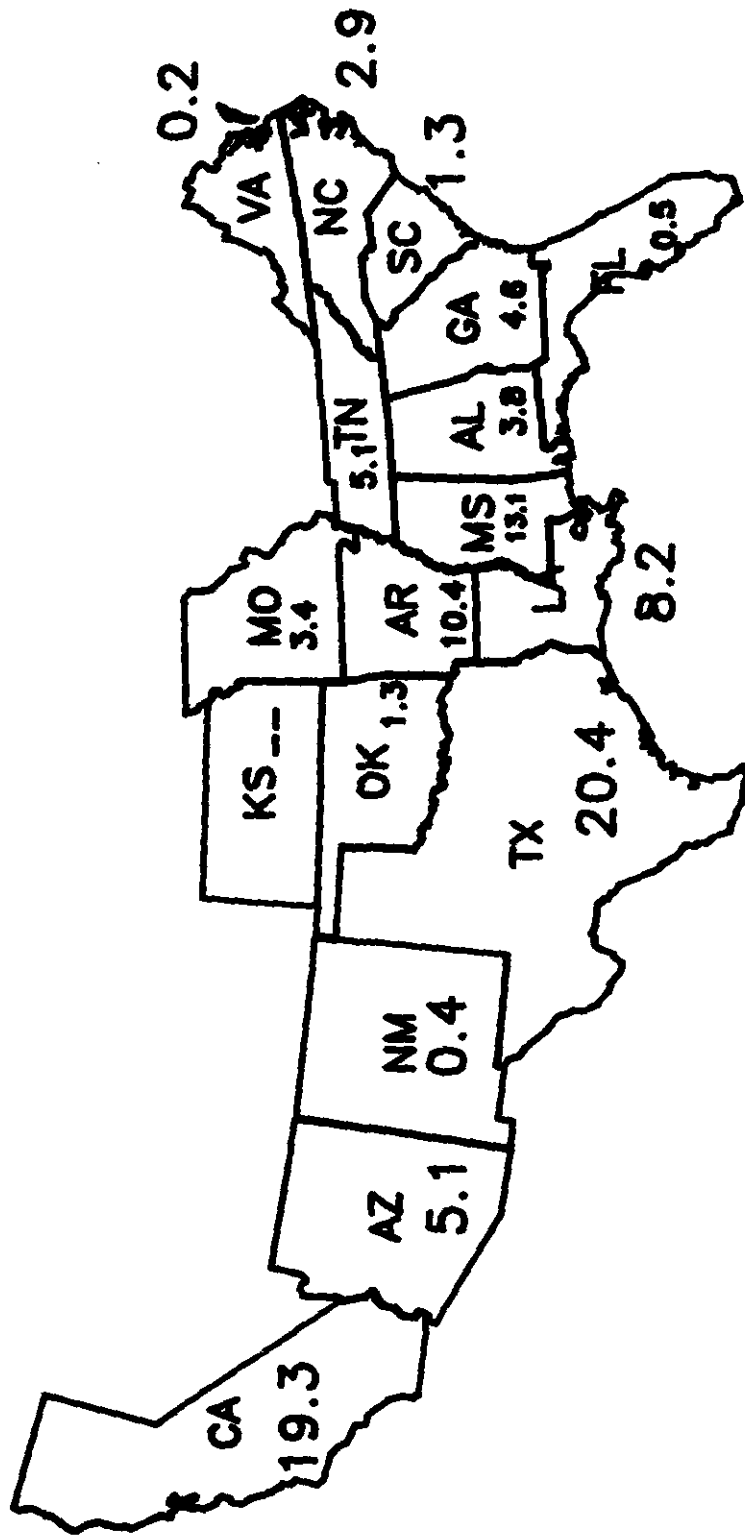 CA
19.3
AZ
5.1
NM
0.4
KS --
OK
1.3
TX
20.4
MO
3.4
AR
10.4
L
8.2
TN
5.1
MS
13.1
AL
3.8
GA
4.6
FL
0.5
VA
0.2
NC
2.9
SC
1.3